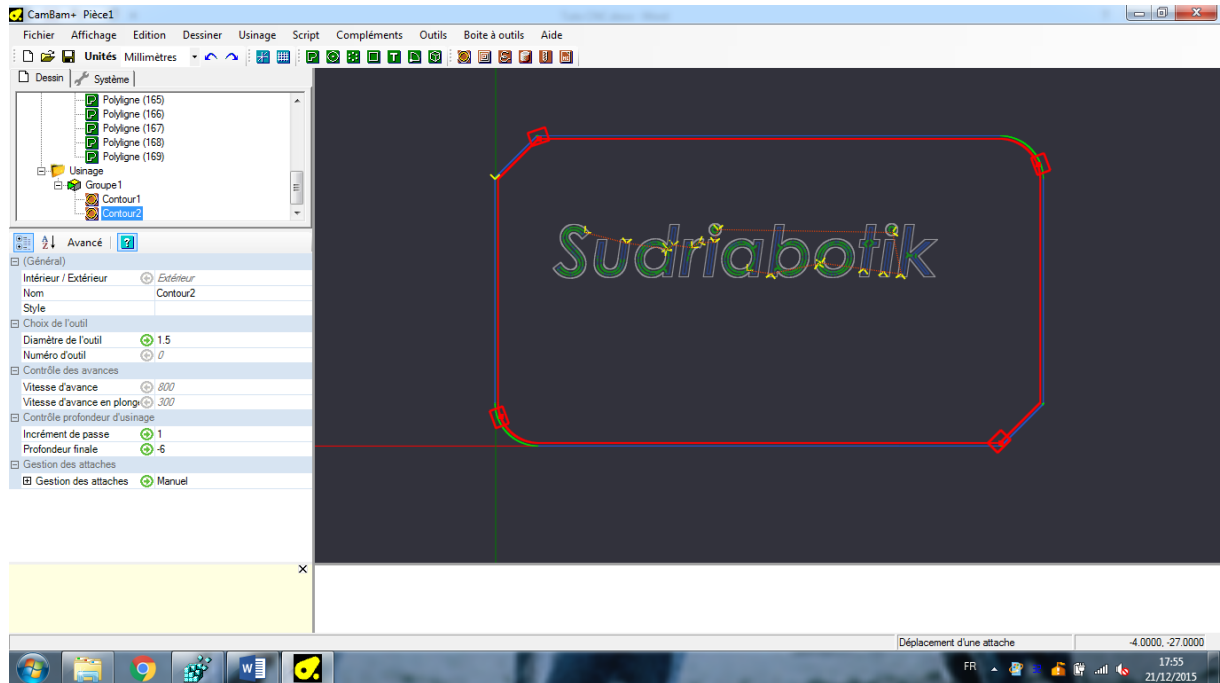 CamBam+ Pièce1
Fichier Affichage Edition Dessiner Usinage Script Compléments Outils Boite à outils Aide
Unités Millimètres
Dessin Système
Polyligne (165)
Polyligne (166)
Polyligne (167)
Polyligne (168)
Polyligne (169)
Usinage
Groupe1
Contour1
Contour2
Avancé
(Général)
Intérieur / Extérieur Extérieur
Nom Contour2
Style
Choix de l'outil
Diamètre de l'outil 1.5
Numéro d'outil 0
Contrôle des avances
Vitesse d'avance 800
Vitesse d'avance en plong 300
Contrôle profondeur d'usinage
Incrément de passe 1
Profondeur finale -6
Gestion des attaches
Gestion des attaches Manuel
Sudriabotik
Déplacement d'une attache -4.0000, -27.0000
FR 17:55
21/12/2015